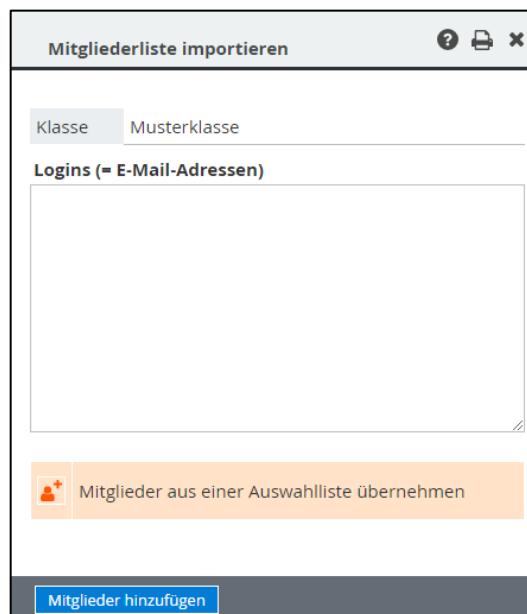 Mitgliederliste importieren
Klasse Musterklasse
Logins (= E-Mail-Adressen)
Mitglieder aus einer Auswahlliste übernehmen
Mitglieder hinzufügen